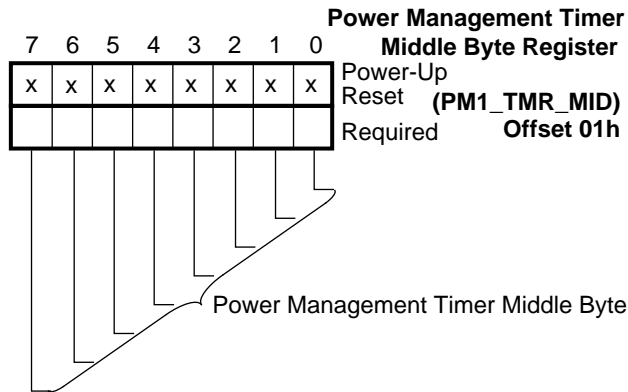 Power Management Timer
Middle Byte Register
7 6 5 4 3 2 1 0
x x x x x x x x
Power-Up
Reset
(PM1_TMR_MID)
Required
Offset 01h
Power Management Timer Middle Byte